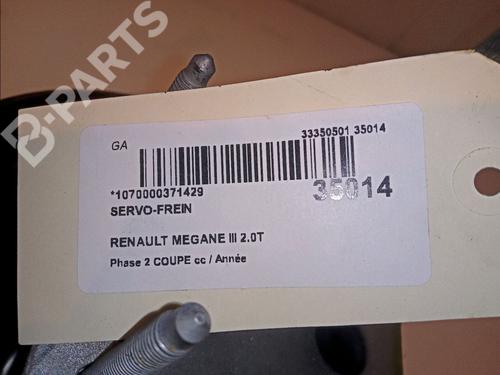 B-PARTS
GA
33350501 35014
*1070000371429
35014
SERVO-FREIN
RENAULT MEGANE III 2.0T
Phase 2 COUPE cc / Année